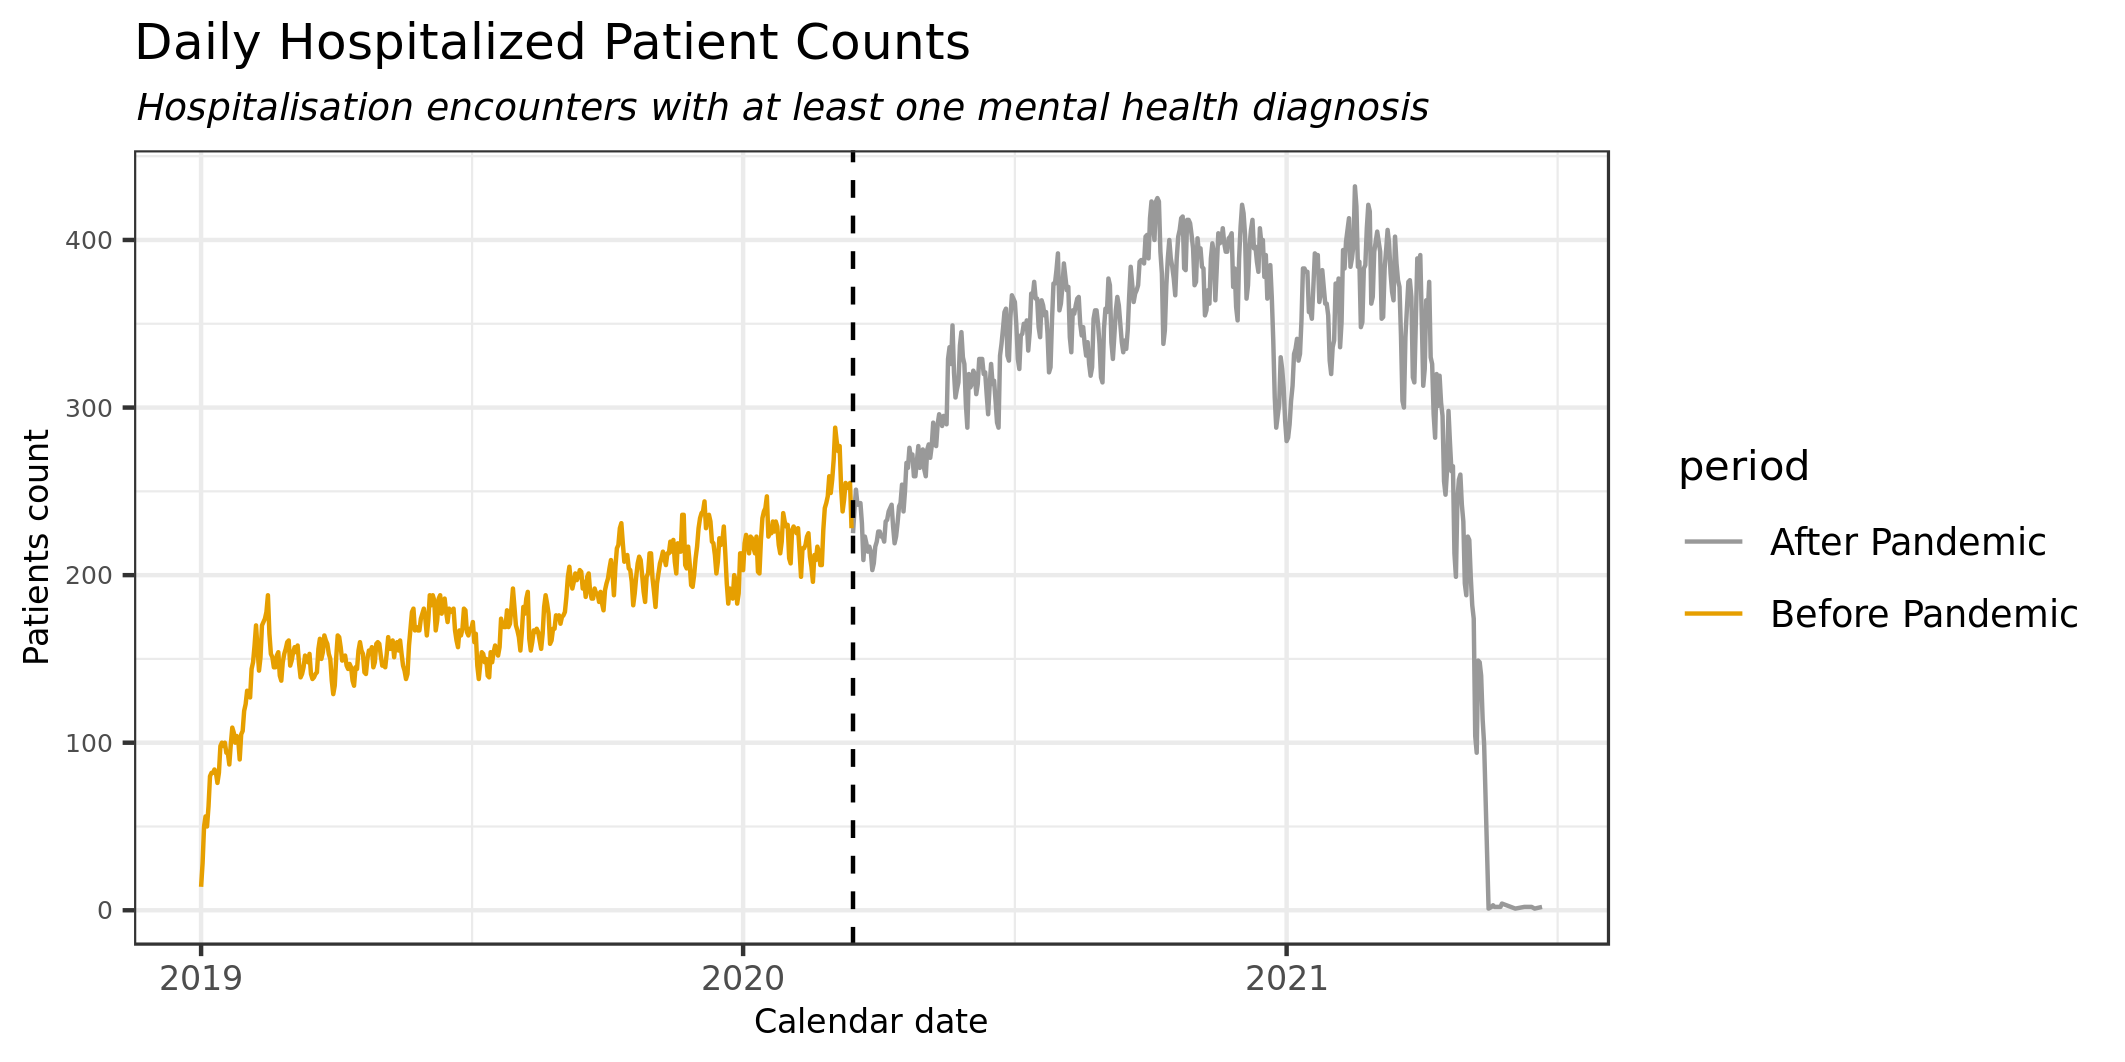 Daily Hospitalized Patient Counts
Hospitalisation encounters with at least one mental health diagnosis
Patients count
400
300
200
100
0
2019 2020 2021
Calendar date
period
After Pandemic
Before Pandemic